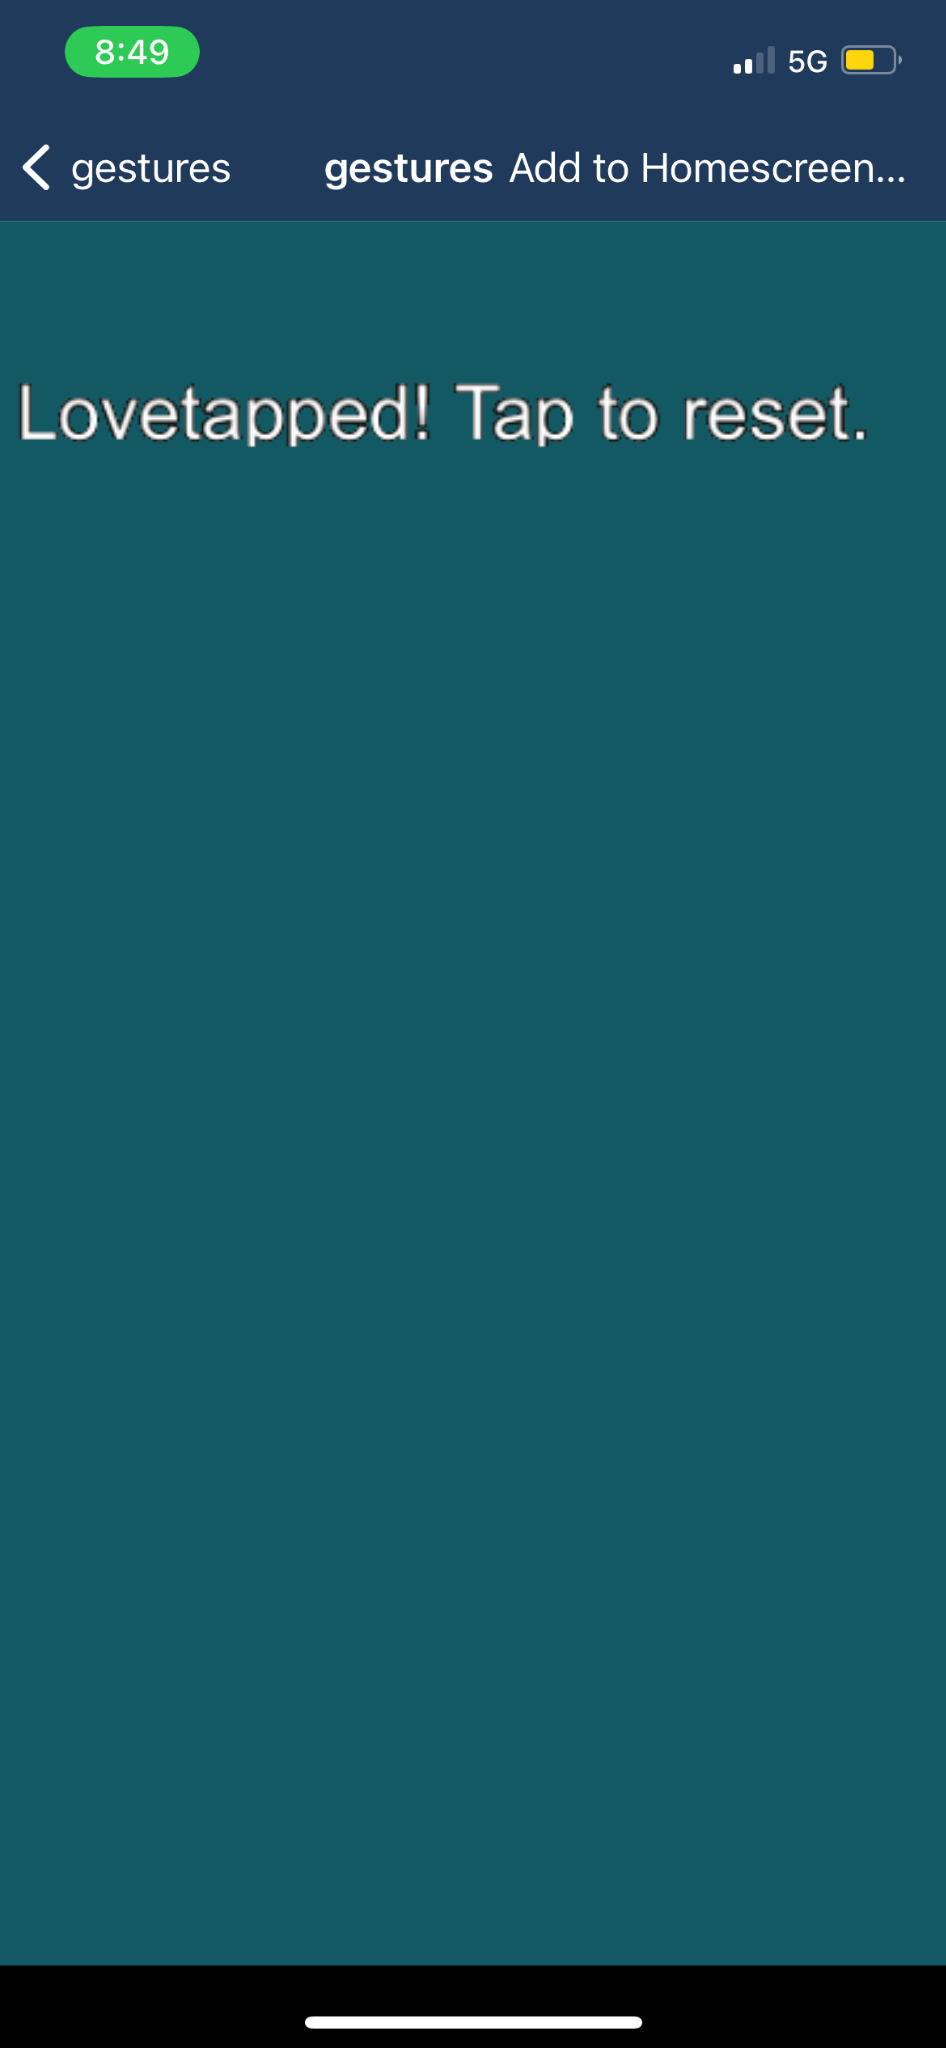 8:49
5G
gestures
gestures
Add to Homescreen...
Lovetapped! Tap to reset.